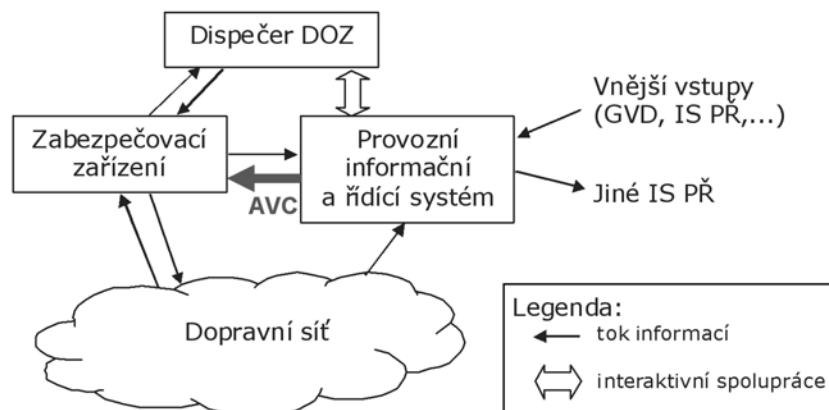 Dispečer DOZ
Vnější vstupy
(GVD, IS PŘ,...)
Zabezpečovací
zařízení
Provozní
informační
a řídící systém
AVC
Jiné IS PŘ
Dopravní síť
Legenda:
tok informací
interaktivní spolupráce